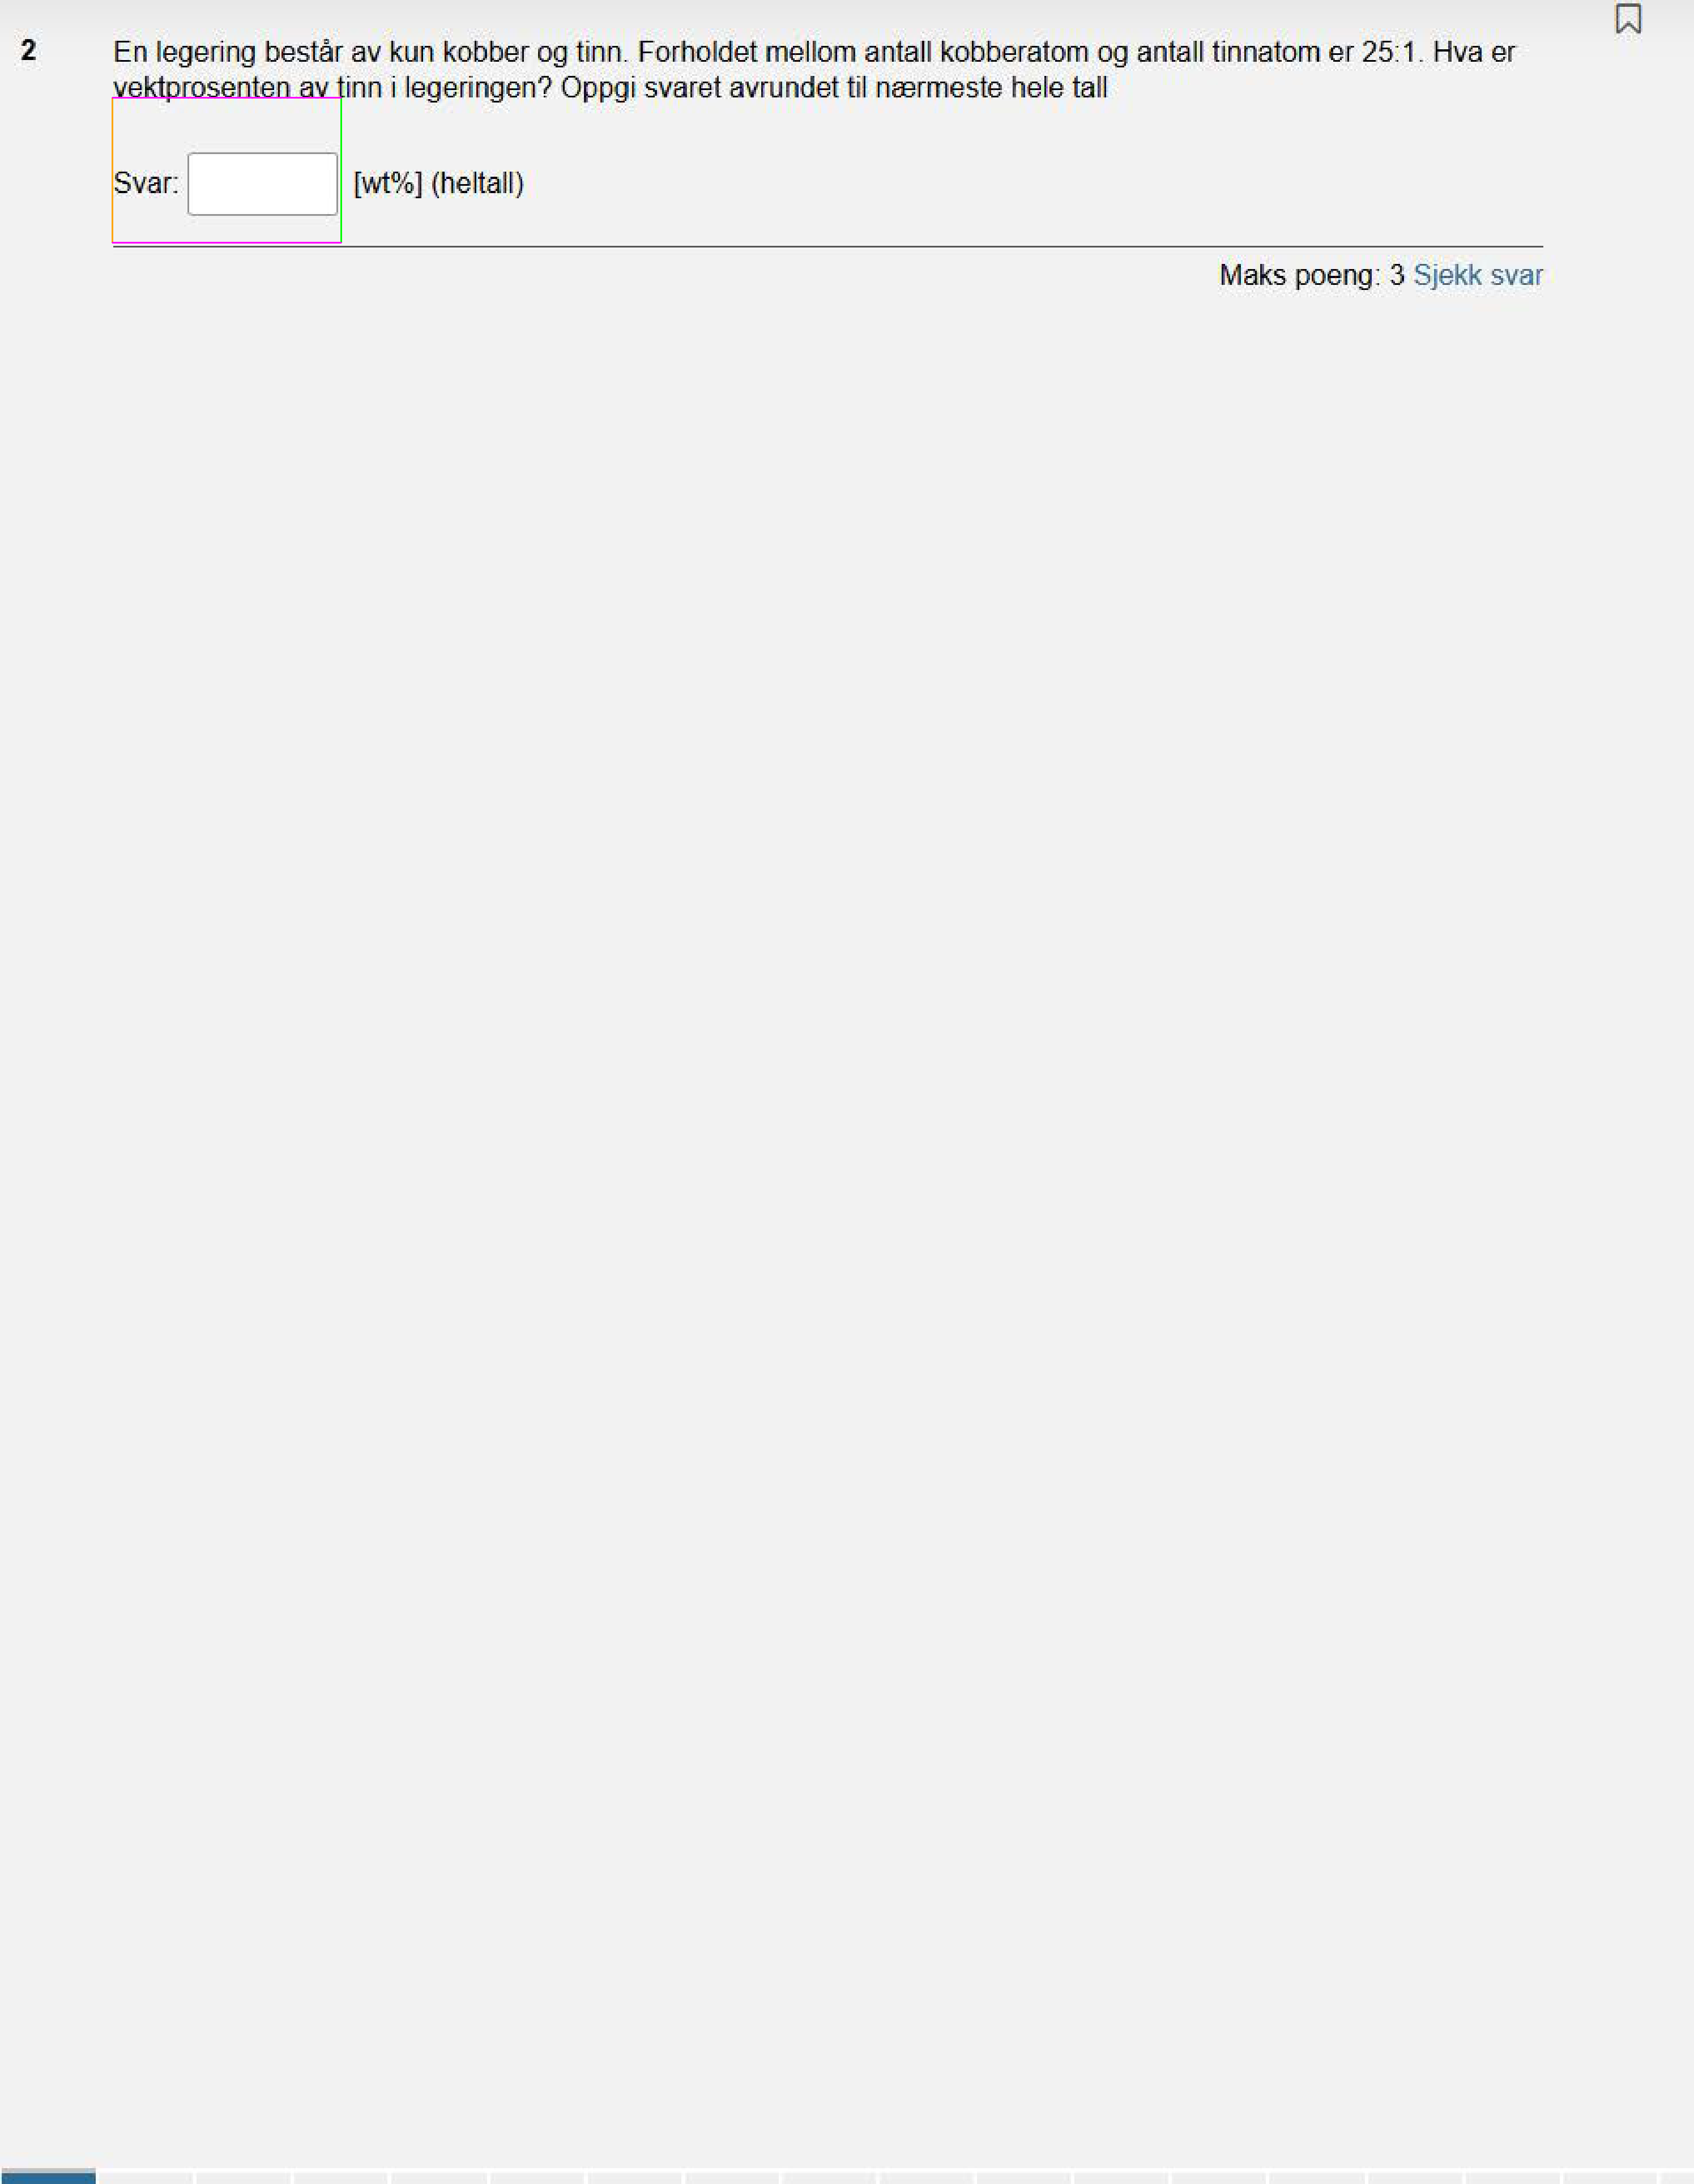 2 En legering består av kun kobber og tinn. Forholdet mellom antall kobberatom og antall tinnatom er 25:1. Hva er
vektprosenten av tinn i legeringen? Oppgi svaret avrundet til nærmeste hele tall
Svar: [wt%] (heltall)
Maks poeng: 3 Sjekk svar